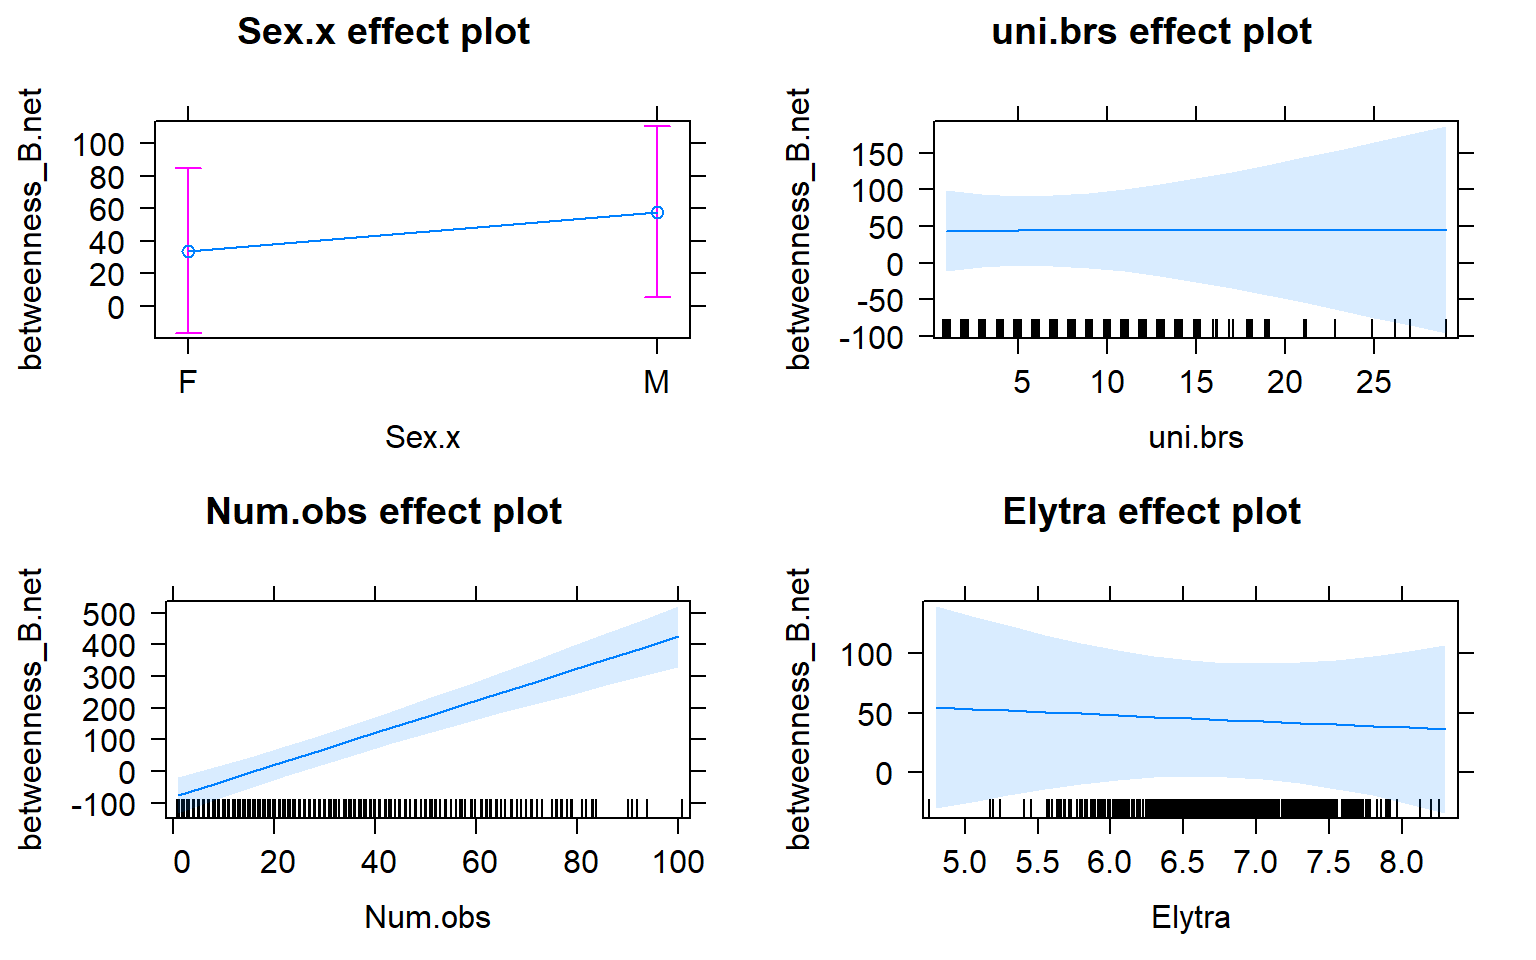 Sex.x effect plot
betweenness_B.net
100
80
60
40
20
0
F M
Sex.x
uni.brs effect plot
betweenness_B.net
150
100
50
0
-50
-100
5 10 15 20 25
uni.brs
Num.obs effect plot
betweenness_B.net
500
400
300
200
100
0
-100
0 20 40 60 80 100
Num.obs
Elytra effect plot
betweenness_B.net
100
50
0
5.0 5.5 6.0 6.5 7.0 7.5 8.0
Elytra